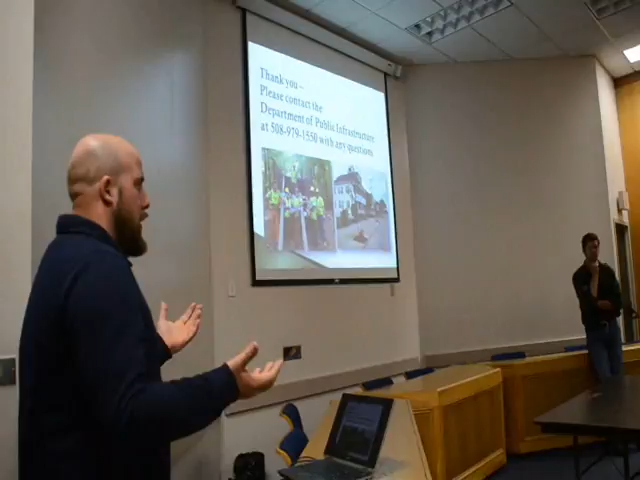 Thank you –
Please contact the
Department of Public Infrastructure
at 508-979-1550 with any questions